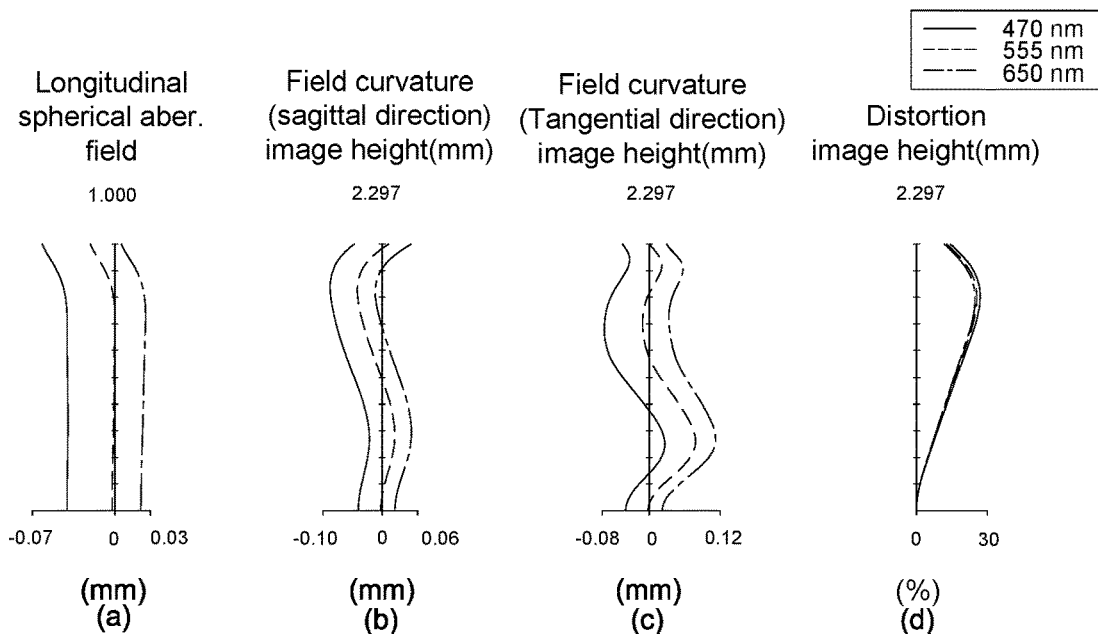 470 nm
555 nm
650 nm
Longitudinal
spherical aber.
field
1.000
Field curvature
(sagittal direction)
image height(mm)
2.297
Field curvature
(Tangential direction)
image height(mm)
2.297
Distortion
image height(mm)
2.297
-0.07 0 0.03
(mm)
(a)
-0.10 0 0.06
(mm)
(b)
-0.08 0 0.12
(mm)
(c)
0 30
(%)
(d)